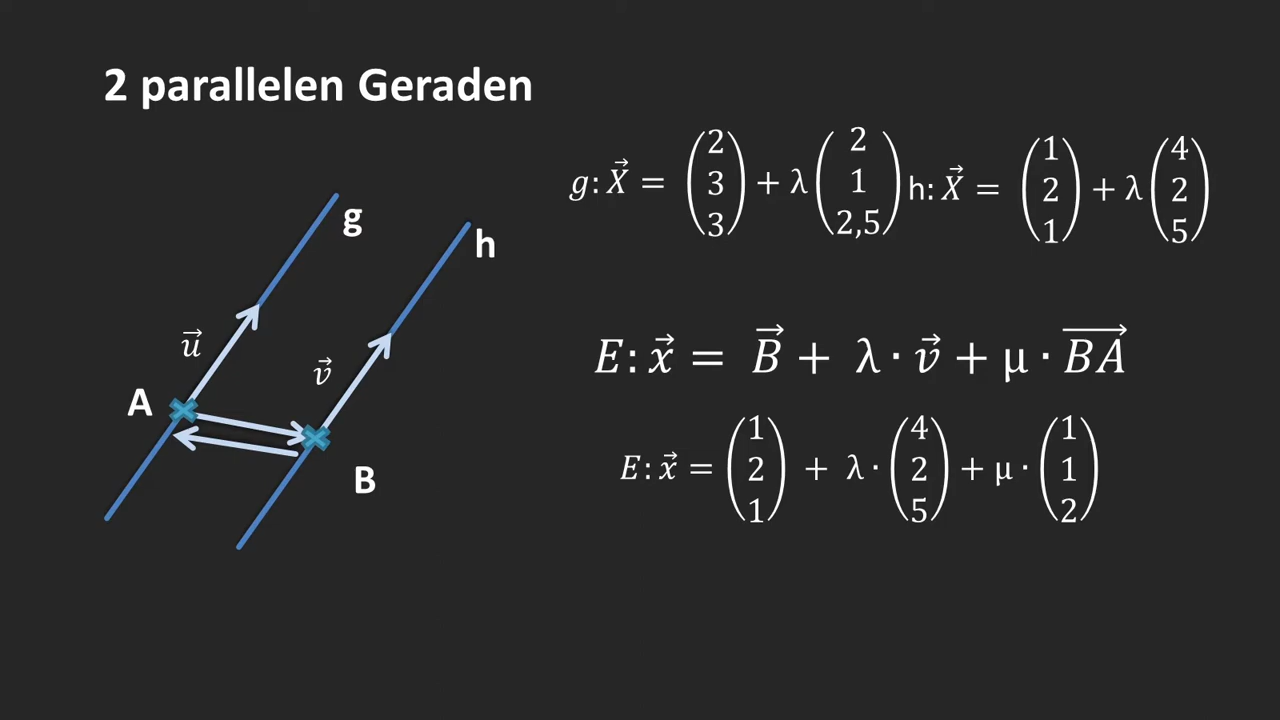 2 parallelen Geraden
g: X⃗ = (2 3 3) + λ (2 1 2,5) h: X⃗ = (1 2 1) + λ (4 2 5)
g
h
u⃗
v⃗
A
B
E: x⃗ = B⃗ + λ · v⃗ + μ · BA⃗
E: x⃗ = (1 2 1) + λ · (4 2 5) + μ · (1 1 2)